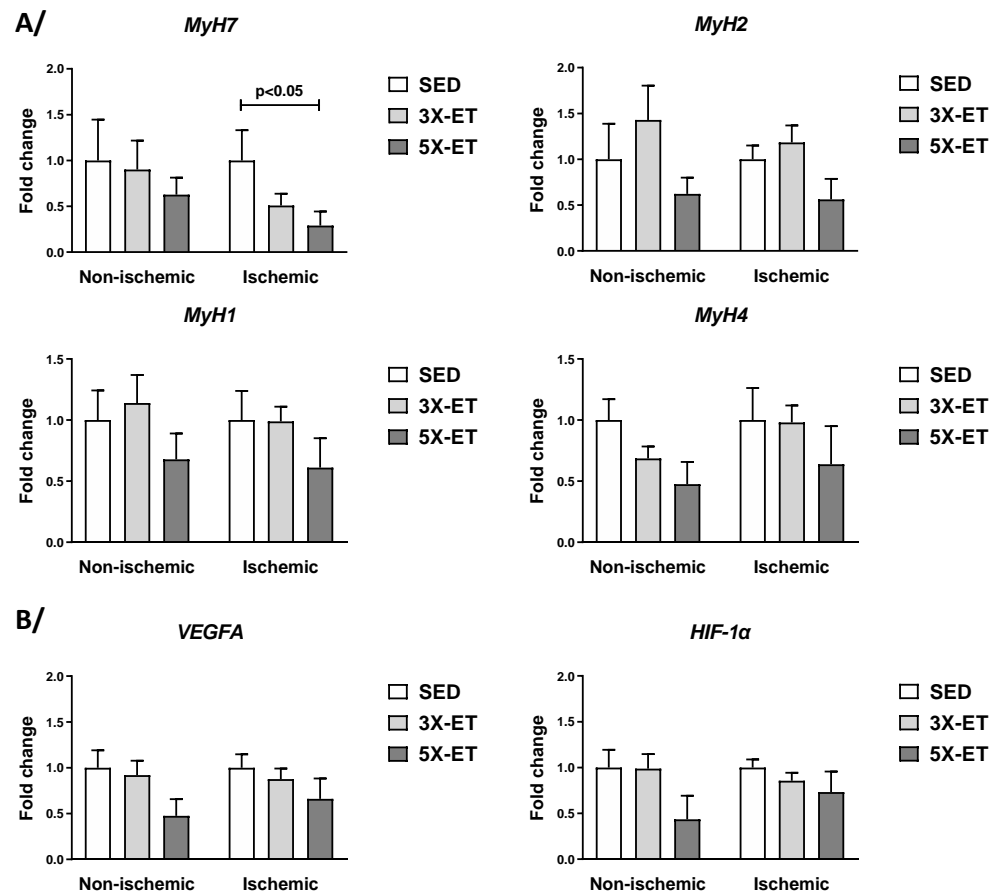 A/
MyH7
2.0
1.5
1.0
0.5
0.0
Fold change
p<0.05
Non-ischemic Ischemic
SED
3X-ET
5X-ET
MyH2
2.0
1.5
1.0
0.5
0.0
Fold change
Non-ischemic Ischemic
SED
3X-ET
5X-ET
MyH1
1.5
1.0
0.5
0.0
Fold change
Non-ischemic Ischemic
SED
3X-ET
5X-ET
MyH4
1.5
1.0
0.5
0.0
Fold change
Non-ischemic Ischemic
SED
3X-ET
5X-ET
B/
VEGFA
2.0
1.5
1.0
0.5
0.0
Fold change
Non-ischemic Ischemic
SED
3X-ET
5X-ET
HIF-1α
2.0
1.5
1.0
0.5
0.0
Fold change
Non-ischemic Ischemic
SED
3X-ET
5X-ET